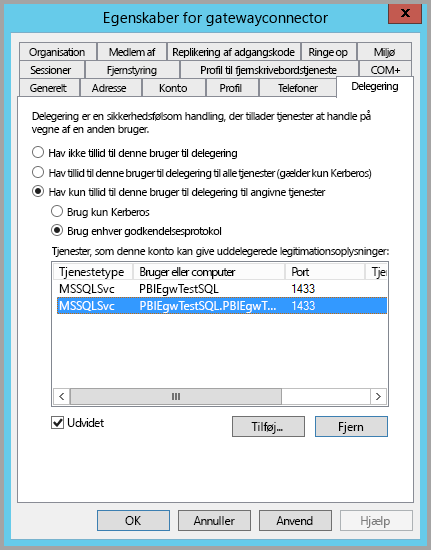 Egenskaber for gatewayconnector
x
Organisation Medlem af Replikering af adgangskode Ringe op Miljø
Sessioner Fjernstyring Profil til fjernskrivebordstjeneste COM+
Generelt Adresse Konto Profil Telefoner Delegering
Delegering er en sikkerhedsfølsom handling, der tillader tjenester at handle på
vegne af en anden bruger.
Hav ikke tillid til denne bruger til delegering
Hav tillid til denne bruger til delegering til alle tjenester (gælder kun Kerberos)
Hav kun tillid til denne bruger til delegering til angivne tjenester
Brug kun Kerberos
Brug enhver godkendelsesprotokol
Tjenester, som denne konto kan give uddelegerede legitimationsoplysninger:
Tjenestetype Bruger eller computer Port Tjen
MSSQLSvc PBIEgwTestSQL 1433
MSSQLSvc PBIEgwTestSQL.PBIEgwT... 1433
Udvidet Tilføj... Fjern
OK Annuller Anvend Hjælp